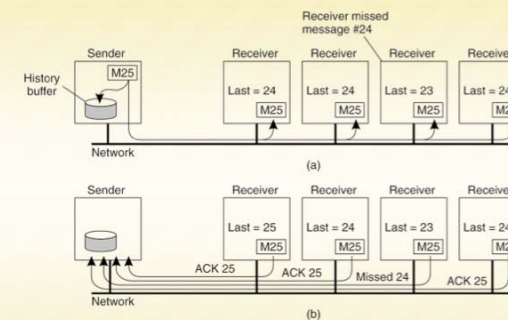 Receiver missed
message #24
Sender Receiver Receiver Receiver
M25
History
buffer
Last = 24 Last = 24 Last = 23
M25 M25 M25
Network
(a)
Sender Receiver Receiver Receiver
Last = 25 Last = 24 Last = 23
M25 M25 M25
ACK 25 ACK 25 Missed 24 ACK 25
Network
(b)